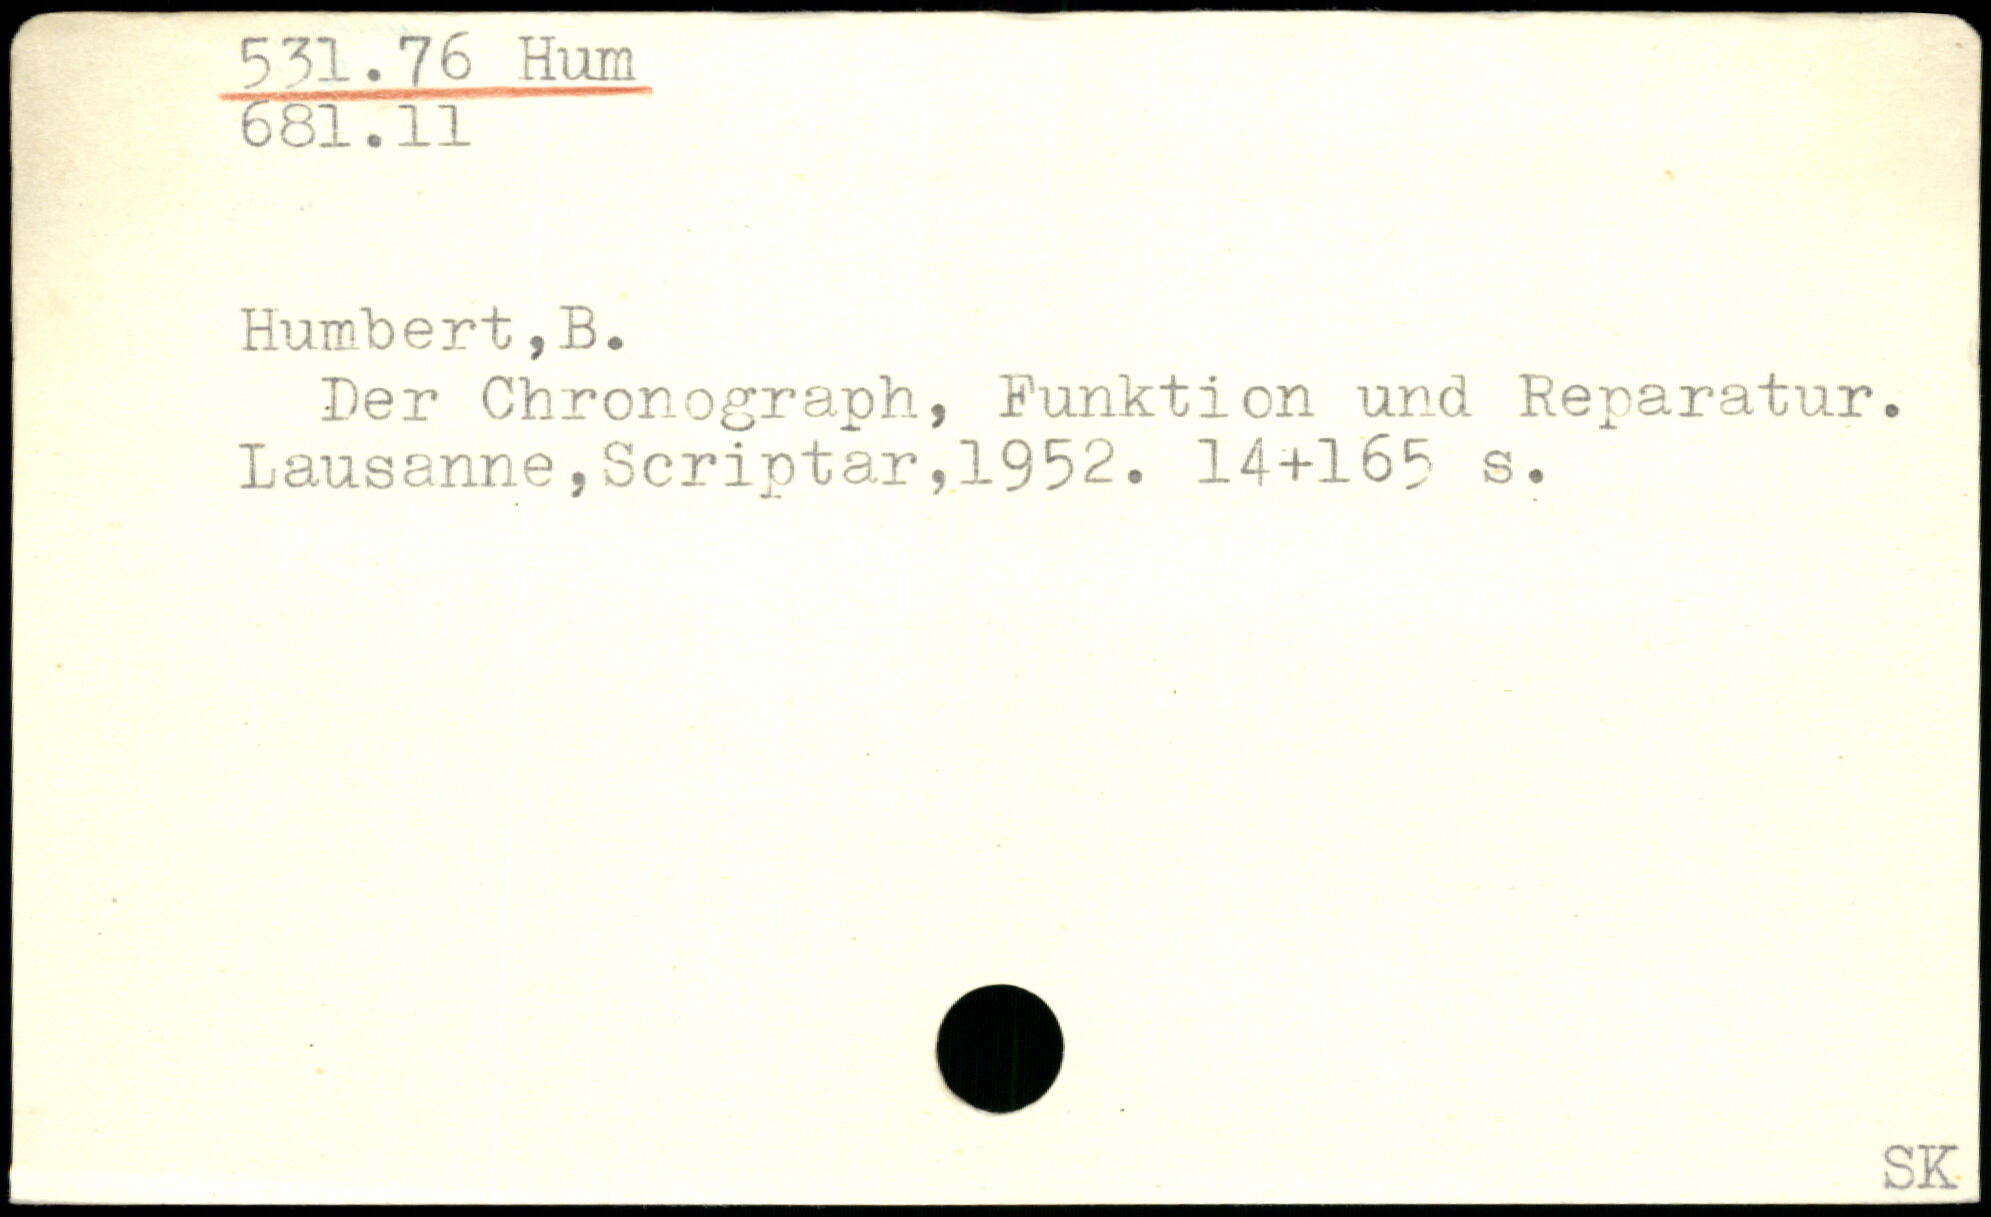 531.76 Hum
681.11
Humbert,B.
Der Chronograph, Funktion und Reparatur.
Lausanne,Scriptar,1952. 14+165 s.
SK